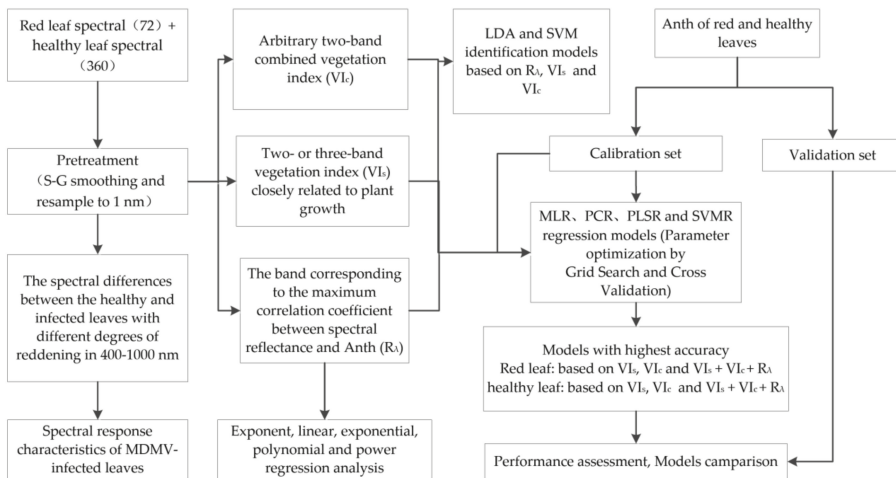 Red leaf spectral (72) +
healthy leaf spectral
(360)
Pretreatment
(S-G smoothing and
resample to 1 nm)
The spectral differences
between the healthy and
infected leaves with
different degrees of
reddening in 400-1000 nm
Spectral response
characteristics of MDMV-
infected leaves
Arbitrary two-band
combined vegetation
index (VIc)
Two- or three-band
vegetation index (VIs)
closely related to plant
growth
The band corresponding
to the maximum
correlation coefficient
between spectral
reflectance and Anth (Rλ)
Exponent, linear, exponential,
polynomial and power
regression analysis
LDA and SVM
identification models
based on Rλ, VIs and
VIc
Anth of red and healthy
leaves
Calibration set
Validation set
MLR、PCR、PLSR and SVMR
regression models (Parameter
optimization by
Grid Search and Cross
Validation)
Models with highest accuracy
Red leaf: based on VIs, VIc and VIs + VIc + Rλ
healthy leaf: based on VIs, VIc and VIs + VIc + Rλ
Performance assessment, Models camparison